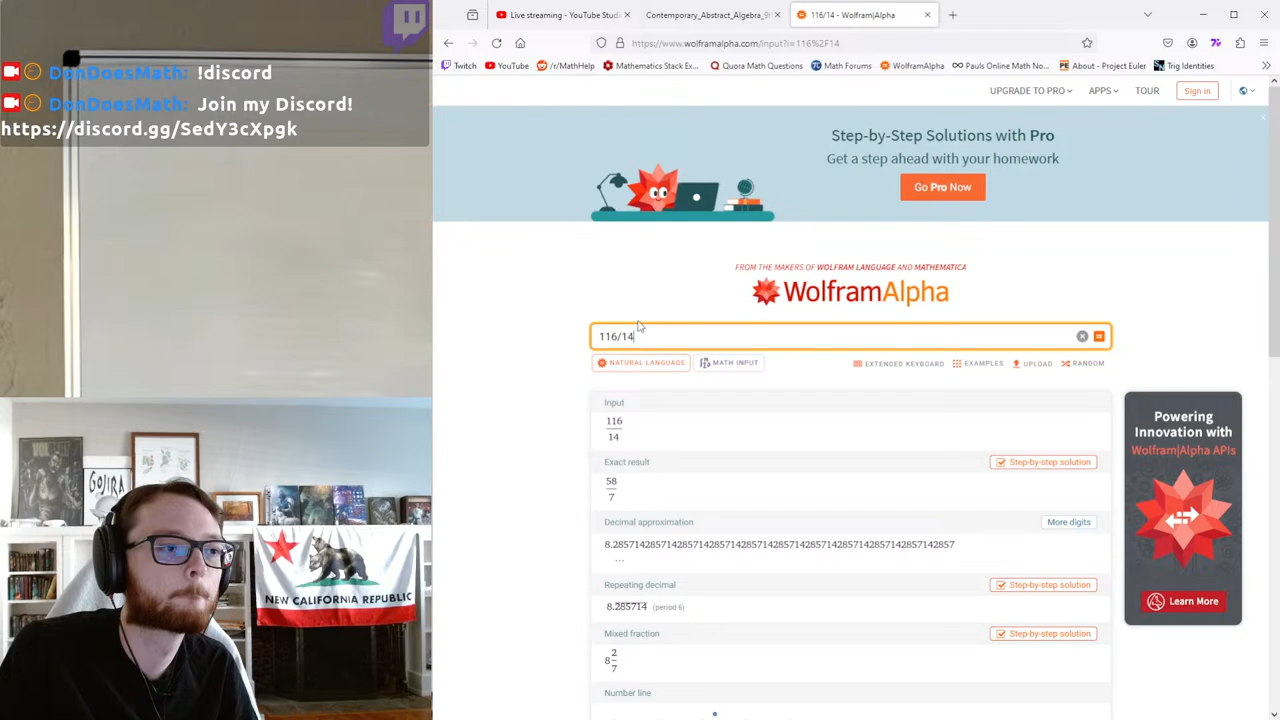 DonDoesMath: !discord
DonDoesMath: Join my Discord!
https://discord.gg/SedY3cXpgk
GOJIRA
NEW CALIFORNIA REPUBLIC
Live streaming - YouTube Studi
Contemporary_Abstract_Algebra_9
116/14 - Wolfram|Alpha
https://www.wolframalpha.com/input?i=116%2F14
Twitch YouTube /r/MathHelp Mathematics Stack Ex... Quora Math Questions Math Forums WolframAlpha Pauls Online Math No... About - Project Euler Trig Identities
UPGRADE TO PRO APPS TOUR Sign in
Step-by-Step Solutions with Pro
Get a step ahead with your homework
Go Pro Now
FROM THE MAKERS OF WOLFRAM LANGUAGE AND MATHEMATICA
WolframAlpha
116/14
NATURAL LANGUAGE MATH INPUT EXTENDED KEYBOARD EXAMPLES UPLOAD RANDOM
Input
116
14
Exact result Step-by-step solution
58
7
Decimal approximation More digits
8.285714285714285714285714285714285714285714285714285714285714285714285714285714285714285714285714285714285714285714285714285714285714285714285714285714285714285714285714285714285714285714285714285714285714285714285714285714285714285714285714285714285714285714285714285714285714285714285714285714285714285714285714285714285714285714285714285714285714285714285714285714285714285714285714285714285714285714285714285714285714285714285714285714285714285714
...
Repeating decimal Step-by-step solution
8.285714 (period 6)
Mixed fraction Step-by-step solution
8 2
7
Number line
Powering
Innovation with
Wolfram|Alpha APIs
Learn More